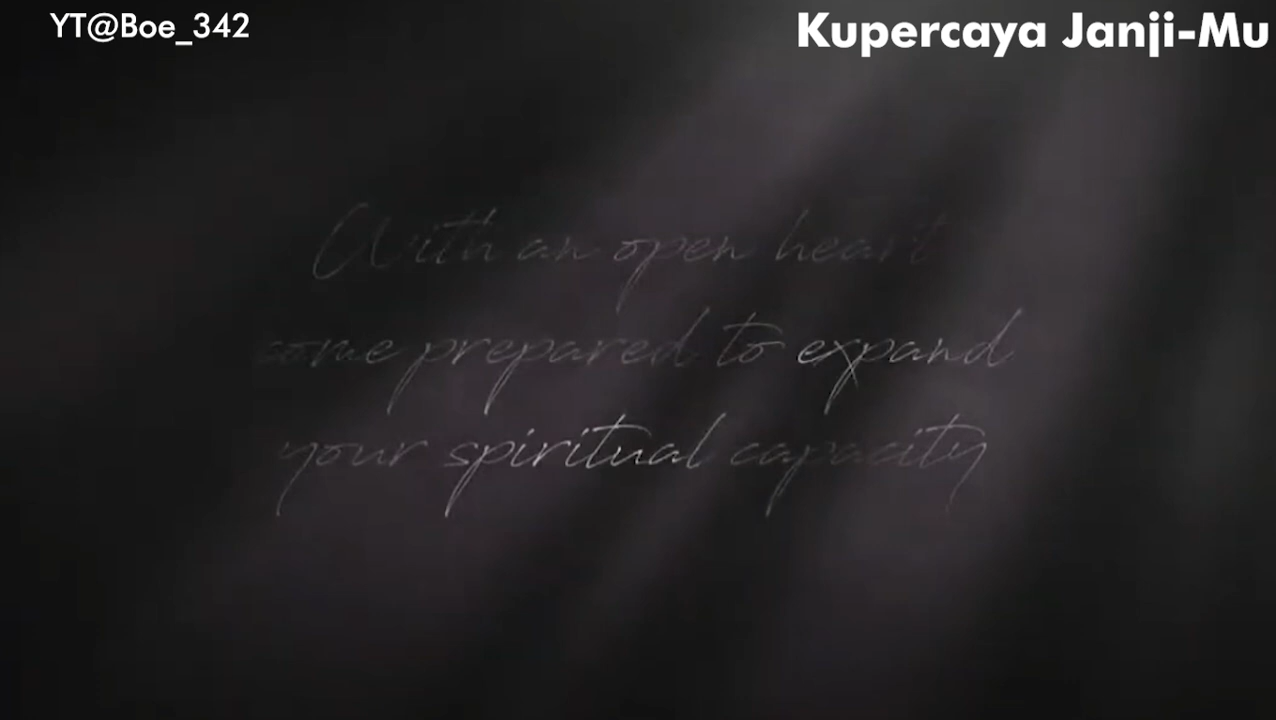 YT@Boe_342
Kupercaya Janji-Mu
With an open heart
come prepared to expand
your spiritual capacity